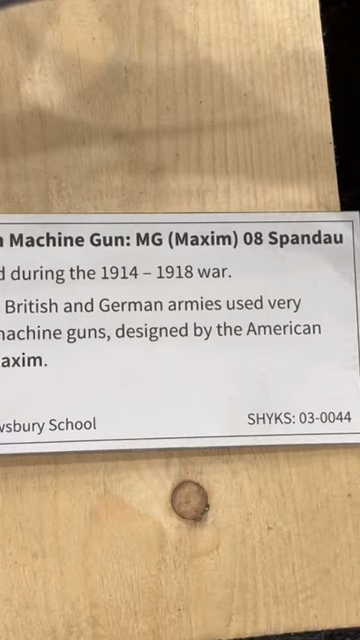 Machine Gun: MG (Maxim) 08 Spandau
during the 1914 – 1918 war.
British and German armies used very
machine guns, designed by the American
axim.
wsbury School
SHYKS: 03-0044